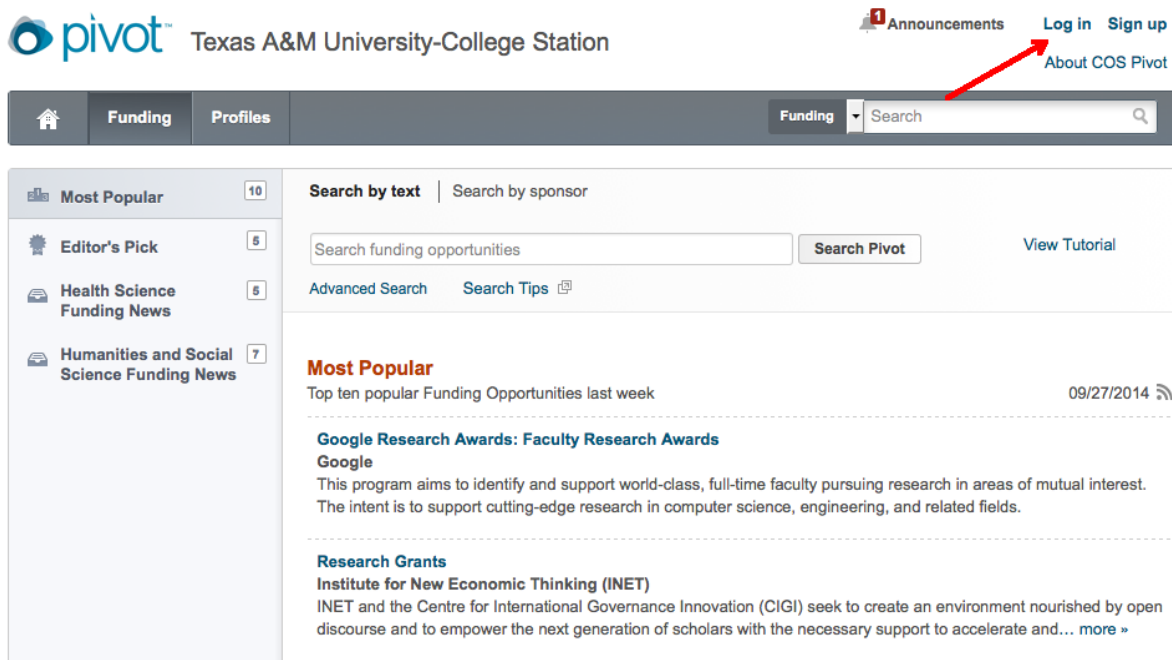 pivot™ Texas A&M University-College Station
1 Announcements Log in Sign up
About COS Pivot
Funding Profiles Funding Search
Most Popular 10
Editor's Pick 5
Health Science 5
Funding News
Humanities and Social 7
Science Funding News
Search by text | Search by sponsor
Search funding opportunities Search Pivot View Tutorial
Advanced Search Search Tips
Most Popular
Top ten popular Funding Opportunities last week 09/27/2014
Google Research Awards: Faculty Research Awards
Google
This program aims to identify and support world-class, full-time faculty pursuing research in areas of mutual interest.
The intent is to support cutting-edge research in computer science, engineering, and related fields.
Research Grants
Institute for New Economic Thinking (INET)
INET and the Centre for International Governance Innovation (CIGI) seek to create an environment nourished by open
discourse and to empower the next generation of scholars with the necessary support to accelerate and... more »